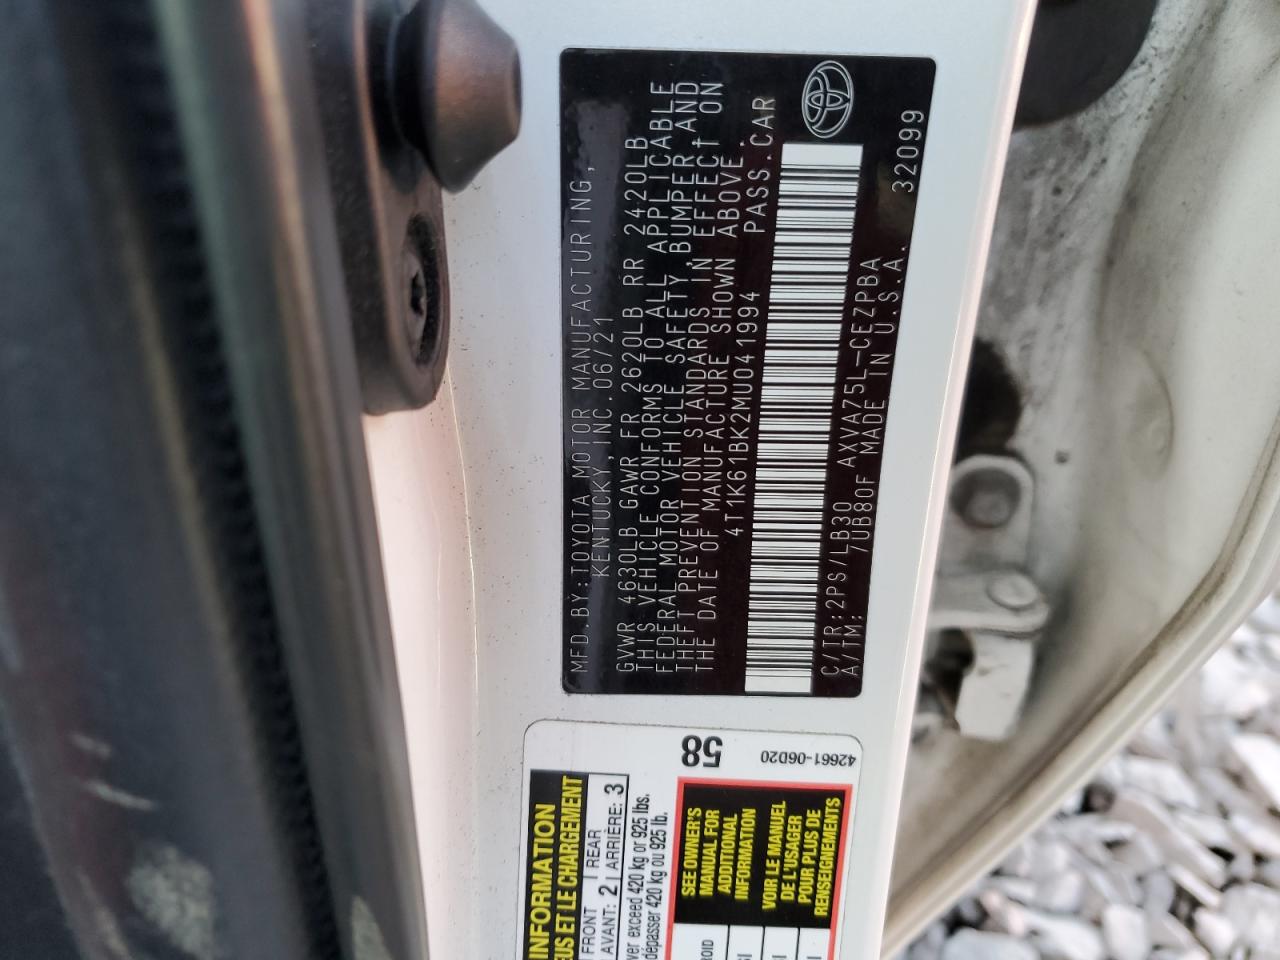 MFD.BY:TOYOTA MOTOR MANUFACTURING,
KENTUCKY,INC.06/21
GVWR 4630LB GAWR FR 2620LB RR 2420LB
THIS VEHICLE CONFORMS TO ALL APPLICABLE
FEDERAL MOTOR VEHICLE SAFETY,BUMPER,AND
THEFT PREVENTION STANDARDS IN EFFECT ON
THE DATE OF MANUFACTURE SHOWN ABOVE.
4T1K61BK2MU041994 PASS.CAR
C/TR:2PS/LB30 AXVA75L-CEZPBA 32099
A/TM: /UB80F MADE IN U.S.A.
INFORMATION
EUS ET LE CHARGEMENT
FRONT 2 REAR 3
AVANT: ARRIÈRE:
ver exceed 420 kg or 925 lbs.
dépasser 420 kg ou 925 lb.
58
SEE OWNER'S
MANUAL FOR
ADDITIONAL
INFORMATION
VOIR LE MANUEL
DE L'USAGER
POUR PLUS DE
RENSEIGNEMENTS
42661-06D20